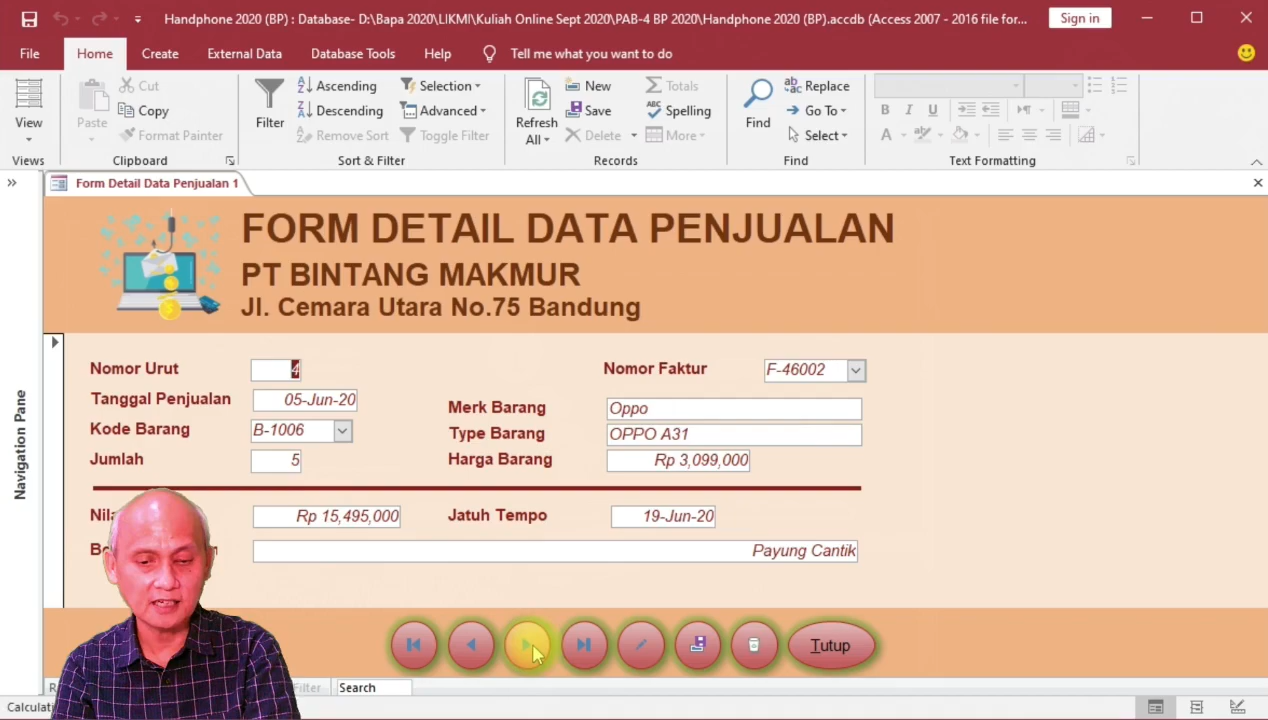 Handphone 2020 (BP) : Database- D:\Bapa 2020\LIKMI\Kuliah Online Sept 2020\PAB-4 BP 2020\Handphone 2020 (BP).accdb (Access 2007 - 2016 file for...
Sign in
File Home Create External Data Database Tools Help Tell me what you want to do
View
Views
Paste
Cut
Copy
Format Painter
Clipboard
Filter
Ascending
Descending
Remove Sort
Selection
Advanced
Toggle Filter
Sort & Filter
Refresh All
New
Save
Delete
Totals
Spelling
More
Records
Find
Replace
Go To
Select
Find
B I U
A
Text Formatting
Form Detail Data Penjualan 1
Navigation Pane
FORM DETAIL DATA PENJUALAN
PT BINTANG MAKMUR
Jl. Cemara Utara No.75 Bandung
Nomor Urut 4 Nomor Faktur F-46002
Tanggal Penjualan 05-Jun-20 Merk Barang Oppo
Kode Barang B-1006 Type Barang OPPO A31
Jumlah 5 Harga Barang Rp 3,099,000
Rp 15,495,000 Jatuh Tempo 19-Jun-20
Payung Cantik
Tutup
Filter Search